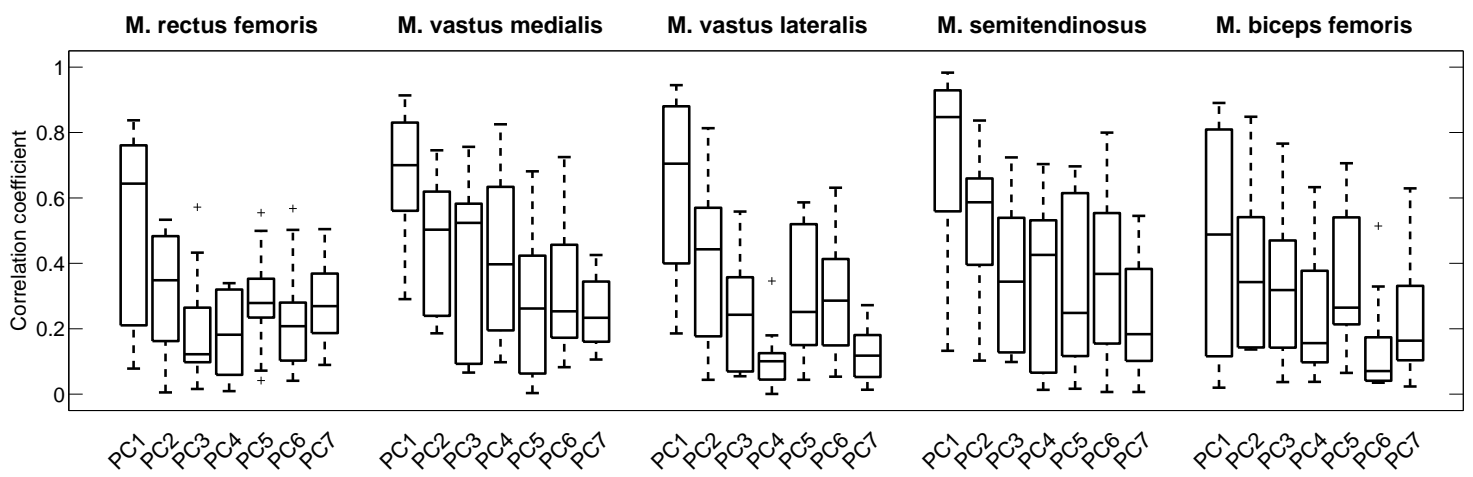 M. rectus femoris M. vastus medialis M. vastus lateralis M. semitendinosus M. biceps femoris
Correlation coefficient
1
0.8
0.6
0.4
0.2
0
PC1 PC2 PC3 PC4 PC5 PC6 PC7 PC1 PC2 PC3 PC4 PC5 PC6 PC7 PC1 PC2 PC3 PC4 PC5 PC6 PC7 PC1 PC2 PC3 PC4 PC5 PC6 PC7 PC1 PC2 PC3 PC4 PC5 PC6 PC7